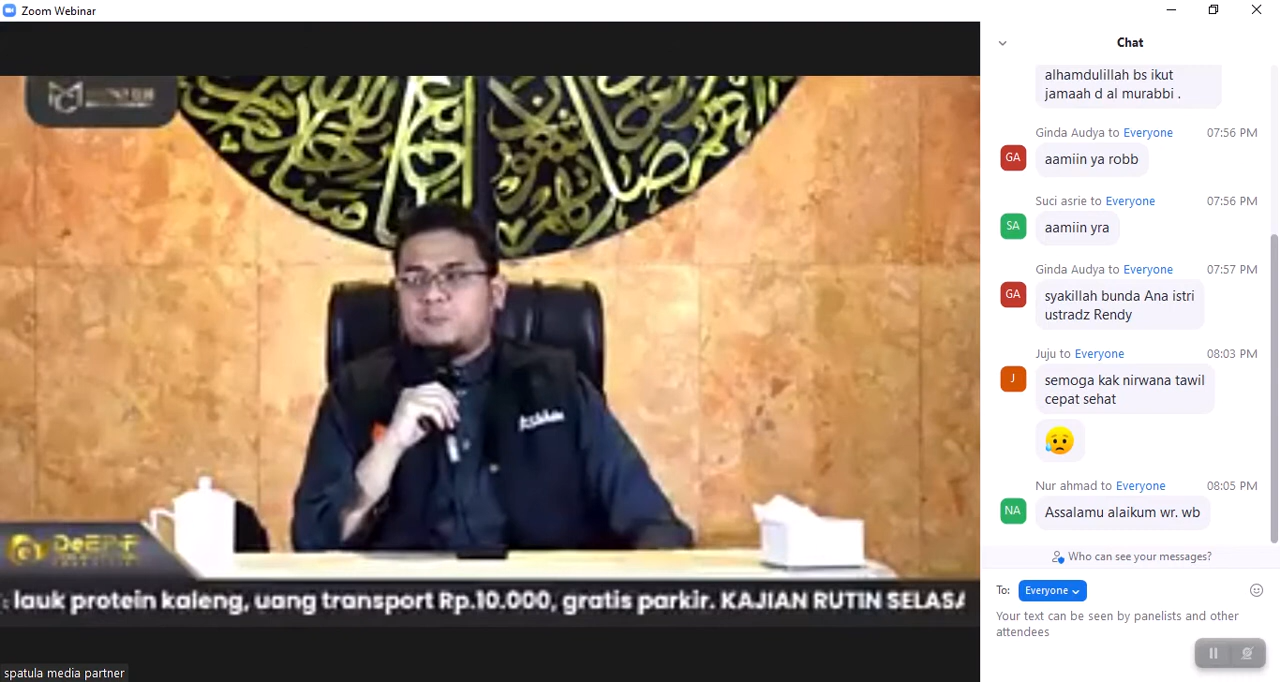 Zoom Webinar
Chat
alhamdulillah bs ikut
jamaah d al murabbi .
Ginda Audya to Everyone 07:56 PM
GA
aamiin ya robb
Suci asrie to Everyone 07:56 PM
SA
aamiin yra
Ginda Audya to Everyone 07:57 PM
GA
syakillah bunda Ana istri
ustradz Rendy
Juju to Everyone 08:03 PM
J
semoga kak nirwana tawil
cepat sehat
Nur ahmad to Everyone 08:05 PM
NA
Assalamu alaikum wr. wb
Who can see your messages?
To: Everyone
Your text can be seen by panelists and other
attendees
: lauk protein kaleng, uang transport Rp.10.000, gratis parkir. KAJIAN RUTIN SELASA
spatula media partner